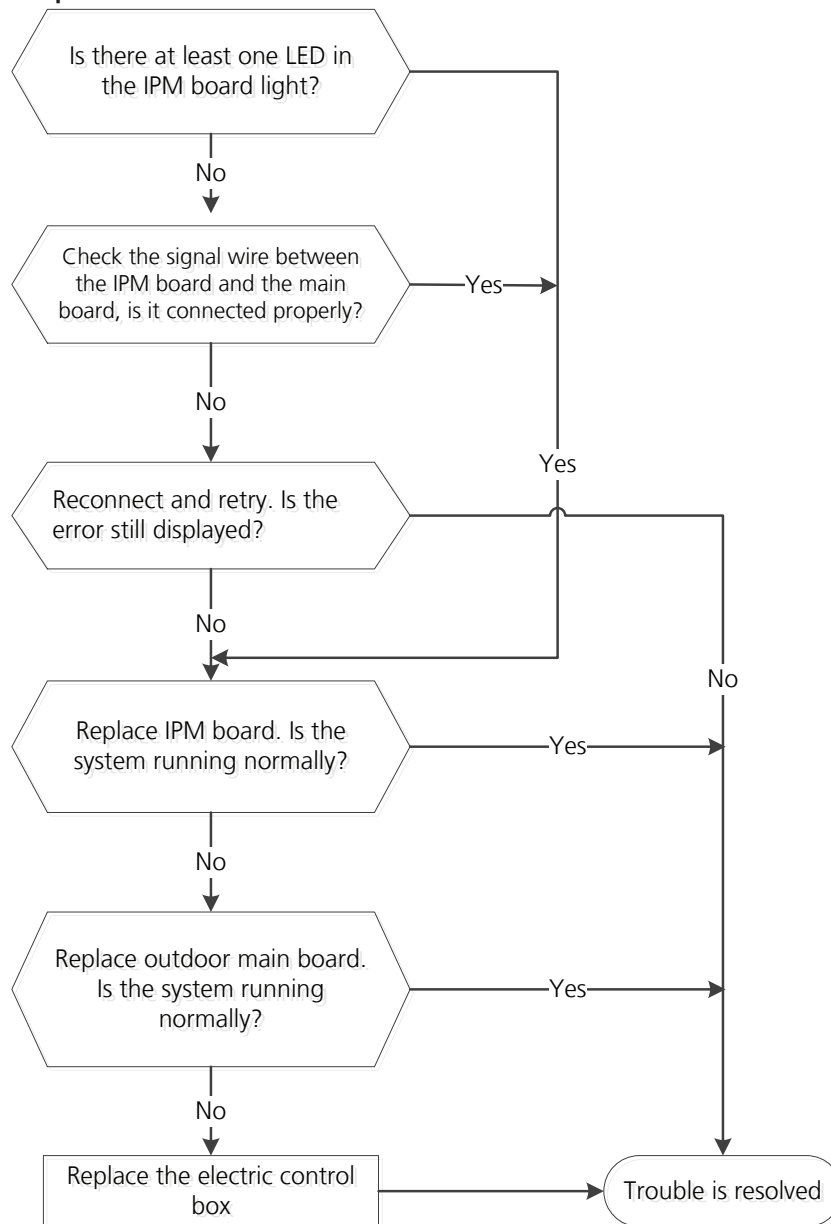 Is there at least one LED in
the IPM board light?
No
Check the signal wire between
the IPM board and the main
board, is it connected properly?
Yes
No
Yes
Reconnect and retry. Is the
error still displayed?
No
No
Replace IPM board. Is the
system running normally?
Yes
No
Replace outdoor main board.
Is the system running
normally?
Yes
No
Replace the electric control
box
Trouble is resolved